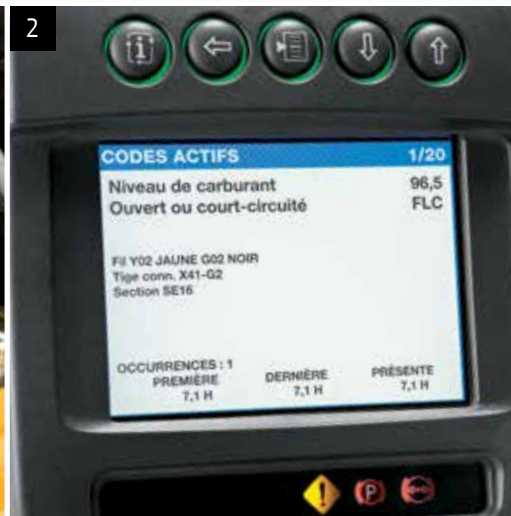 2
CODES ACTIFS 1/20
Niveau de carburant 96,5
Ouvert ou court-circuité FLC
Fil Y02 JAUNE G02 NOIR
Tige conn. X41-G2
Section SE16
OCCURRENCES : 1
PREMIÈRE DERNIÈRE PRÉSENTE
7,1 H 7,1 H 7,1 H
P